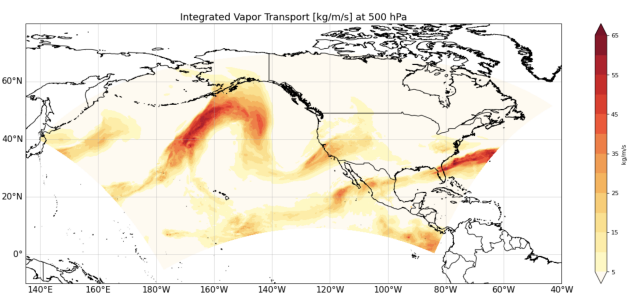 Integrated Vapor Transport [kg/m/s] at 500 hPa
60°N
40°N
20°N
0°
140°E 160°E 180°W 160°W 140°W 120°W 100°W 80°W 60°W 40°W
65
55
45
35
25
15
5
kg/m/s